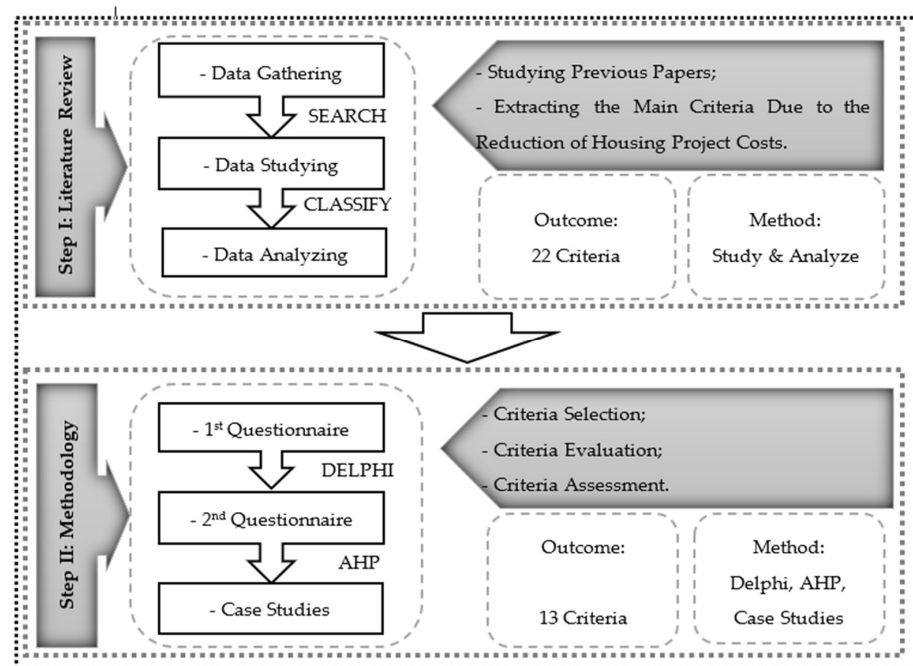 Step I: Literature Review
- Data Gathering
SEARCH
- Data Studying
CLASSIFY
- Data Analyzing
- Studying Previous Papers;
- Extracting the Main Criteria Due to the
Reduction of Housing Project Costs.
Outcome:
22 Criteria
Method:
Study & Analyze
Step II: Methodology
- 1st Questionnaire
DELPHI
- 2nd Questionnaire
AHP
- Case Studies
- Criteria Selection;
- Criteria Evaluation;
- Criteria Assessment.
Outcome:
13 Criteria
Method:
Delphi, AHP,
Case Studies